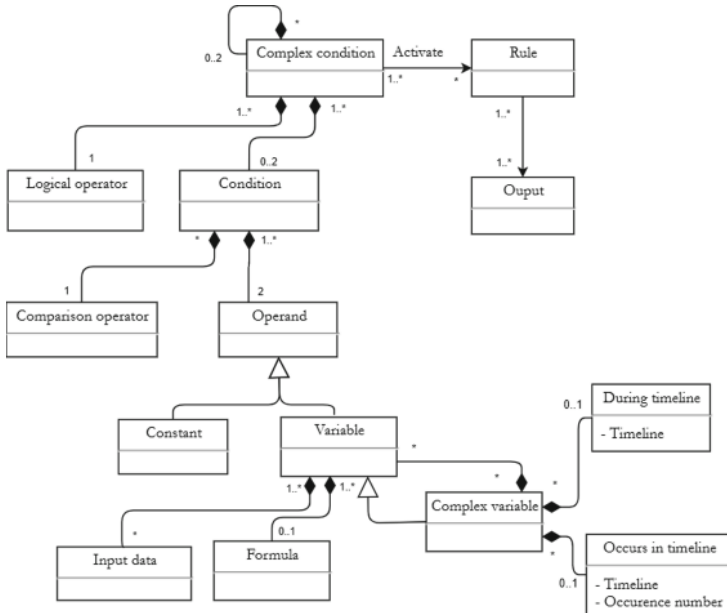 *
0..2
Complex condition
Activate
1..*
*
Rule
1..*
1..*
1
0..2
1..*
1..*
Logical operator
Condition
Ouput
*
1..*
1
2
Comparison operator
Operand
Constant
Variable
*
*
0..1
*
During timeline
- Timeline
1..*
1..*
*
0..1
Input data
Formula
Complex variable
*
0..1
Occurs in timeline
- Timeline
- Occurence number